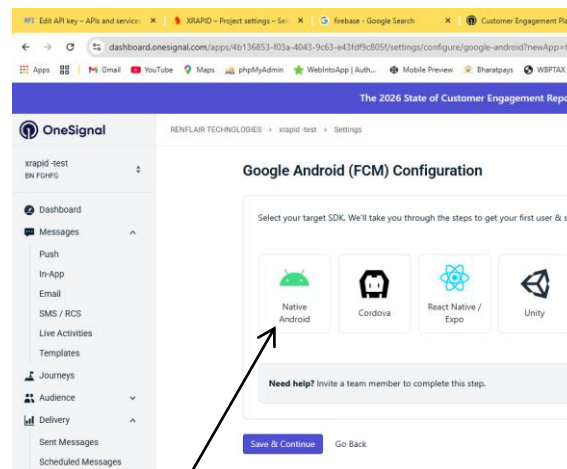 Edit API key – APIs and services
XRAPID – Project settings – Se
firebase - Google Search
Customer Engagement Pla
dashboard.onesignal.com/apps/4b136853-f03a-4043-9c63-e43fdf9c805f/settings/configure/google-android?newApp=t
Apps
Gmail
YouTube
Maps
phpMyAdmin
WebIntoApp | Auth...
Mobile Preview
Bharatpays
WBPTAX
The 2026 State of Customer Engagement Repo
OneSignal
RENFLAIR TECHNOLOGIES › xrapid -test › Settings
xrapid -test
BN FGHFG
Google Android (FCM) Configuration
Dashboard
Select your target SDK. We'll take you through the steps to get your first user & s
Messages
Push
In-App
Email
SMS / RCS
Live Activities
Templates
Native
Android
Cordova
React Native /
Expo
Unity
Journeys
Audience
Need help? Invite a team member to complete this step.
Delivery
Sent Messages
Scheduled Messages
Save & Continue
Go Back